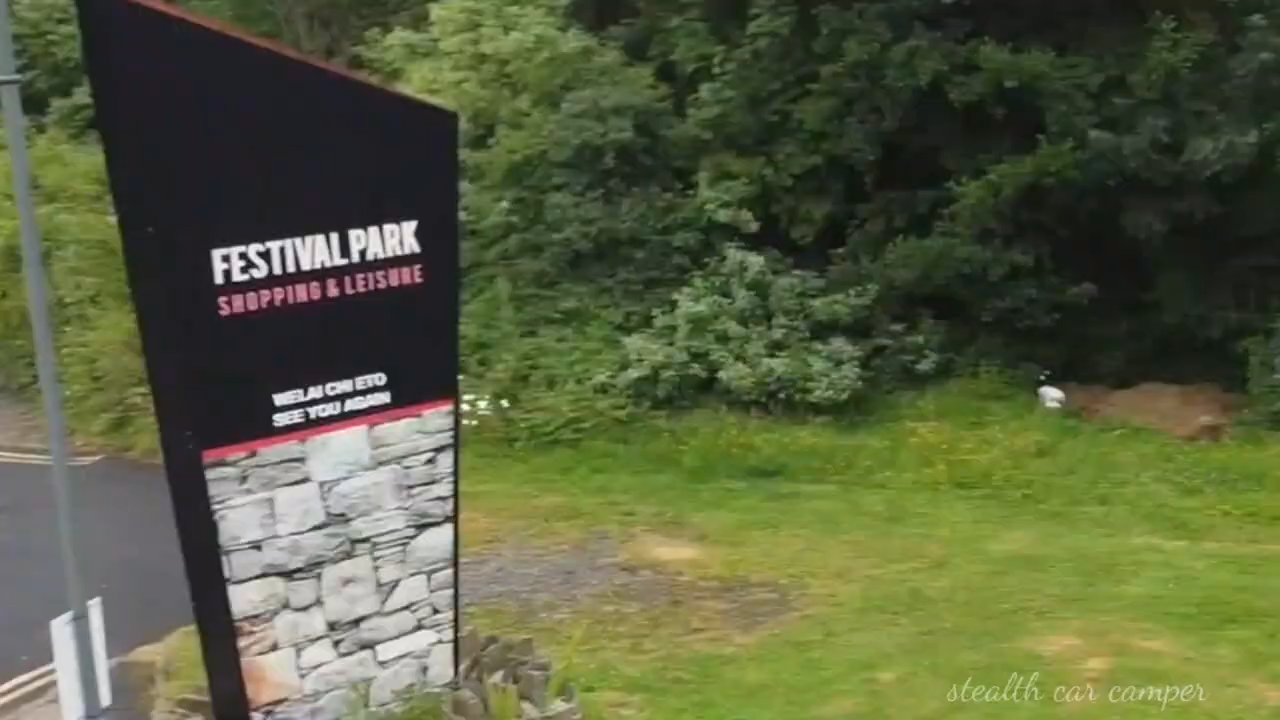 FESTIVAL PARK
SHOPPING & LEISURE
WELAI CHI ETO
SEE YOU AGAIN
stealth car camper